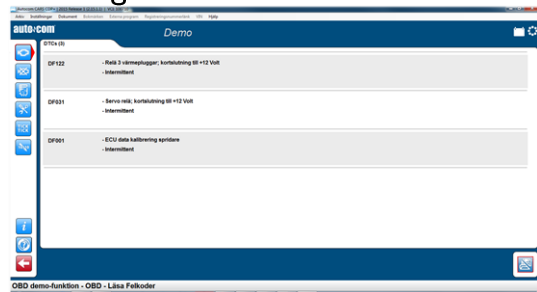 auto:com
Demo
DTCs (3)
DF122
- Relä 3 värmepluggar; kortslutning till +12 Volt
- Intermittent
DF031
- Servo relä; kortslutning till +12 Volt
- Intermittent
DF001
- ECU data kalibrering spridare
- Intermittent
OBD demo-funktion - OBD - Läsa Felkoder